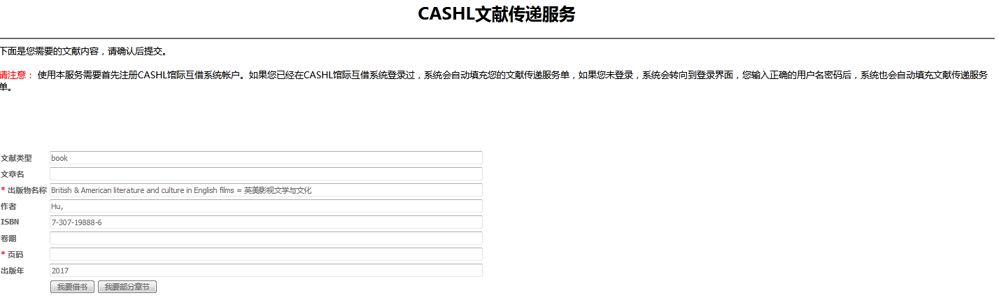 CASHL文献传递服务
下面是您需要的文献内容，请确认后提交。
请注意： 使用本服务需要首先注册CASHL馆际互借系统帐户。如果您已经在CASHL馆际互借系统登录过，系统会自动填充您的文献传递服务单，如果您未登录，系统会转向到登录界面，您输入正确的用户名密码后，系统也会自动填充文献传递服务
单。
文献类型 book
文章名
* 出版物名称 British & American literature and culture in English films = 英美影视文学与文化
作者 Hu,
ISBN 7-307-19888-6
卷期
* 页码
出版年 2017
我要借书 我要部分章节